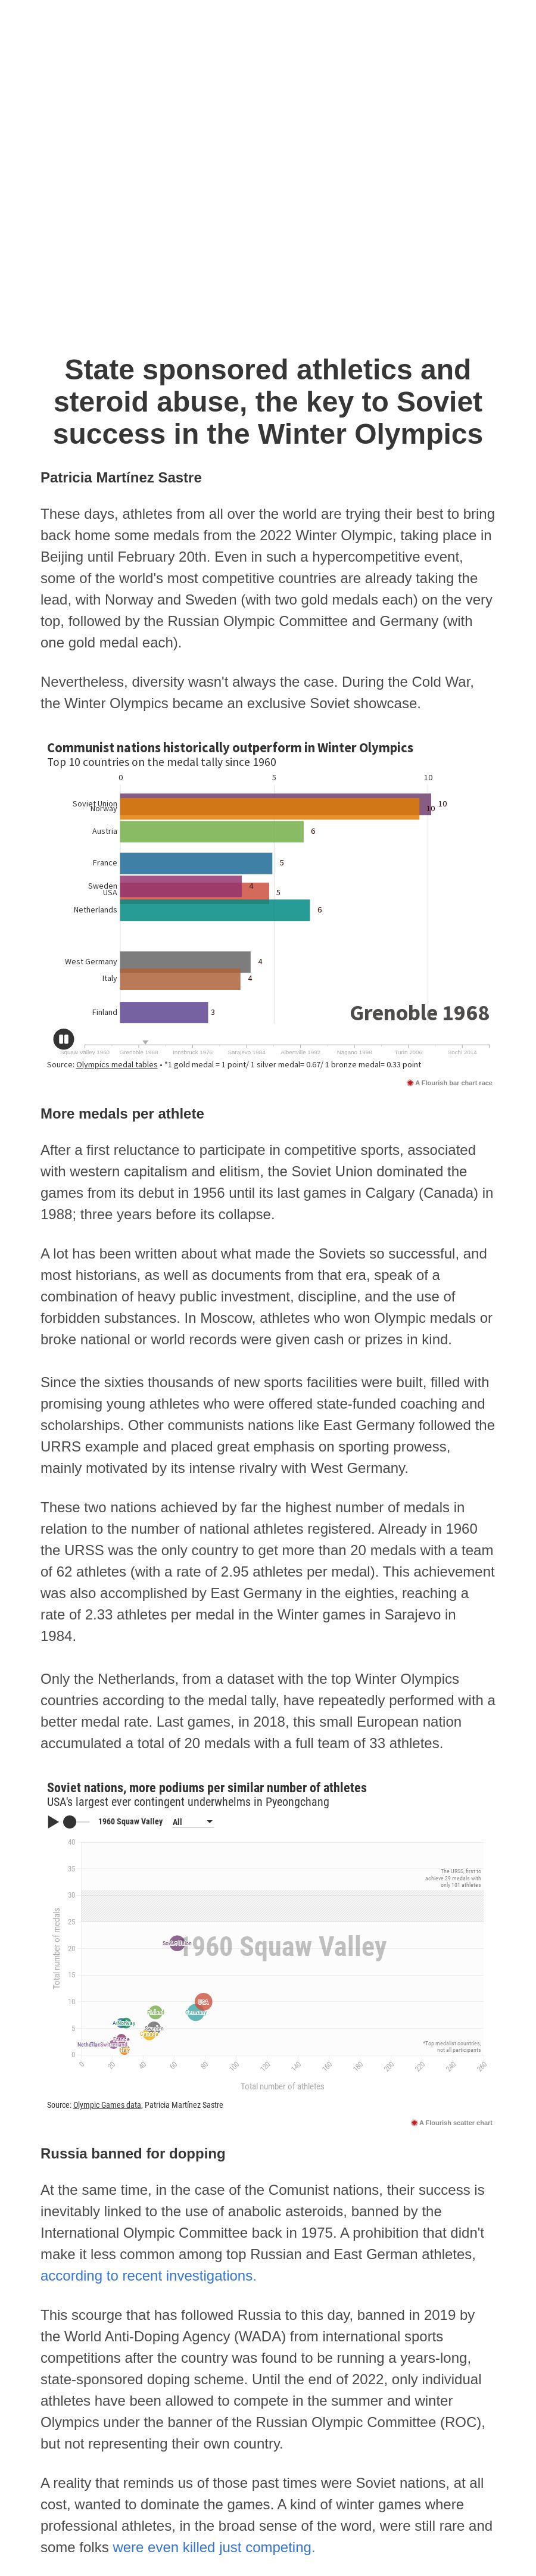 State sponsored athletics and
steroid abuse, the key to Soviet
success in the Winter Olympics
Patricia Martínez Sastre
These days, athletes from all over the world are trying their best to bring
back home some medals from the 2022 Winter Olympic, taking place in
Beijing until February 20th. Even in such a hypercompetitive event,
some of the world's most competitive countries are already taking the
lead, with Norway and Sweden (with two gold medals each) on the very
top, followed by the Russian Olympic Committee and Germany (with
one gold medal each).
Nevertheless, diversity wasn't always the case. During the Cold War,
the Winter Olympics became an exclusive Soviet showcase.
Communist nations historically outperform in Winter Olympics
Top 10 countries on the medal tally since 1960
0 5 10
Soviet Union 10
Norway 10
Austria 6
France 5
Sweden 4
USA 5
Netherlands 6
West Germany 4
Italy 4
Finland 3
Grenoble 1968
Squaw Valley 1960 Grenoble 1968 Innsbruck 1976 Sarajevo 1984 Albertville 1992 Nagano 1998 Turin 2006 Sochi 2014
Source: Olympics medal tables • *1 gold medal = 1 point/ 1 silver medal= 0.67/ 1 bronze medal= 0.33 point
A Flourish bar chart race
More medals per athlete
After a first reluctance to participate in competitive sports, associated
with western capitalism and elitism, the Soviet Union dominated the
games from its debut in 1956 until its last games in Calgary (Canada) in
1988; three years before its collapse.
A lot has been written about what made the Soviets so successful, and
most historians, as well as documents from that era, speak of a
combination of heavy public investment, discipline, and the use of
forbidden substances. In Moscow, athletes who won Olympic medals or
broke national or world records were given cash or prizes in kind.
Since the sixties thousands of new sports facilities were built, filled with
promising young athletes who were offered state-funded coaching and
scholarships. Other communists nations like East Germany followed the
URRS example and placed great emphasis on sporting prowess,
mainly motivated by its intense rivalry with West Germany.
These two nations achieved by far the highest number of medals in
relation to the number of national athletes registered. Already in 1960
the URSS was the only country to get more than 20 medals with a team
of 62 athletes (with a rate of 2.95 athletes per medal). This achievement
was also accomplished by East Germany in the eighties, reaching a
rate of 2.33 athletes per medal in the Winter games in Sarajevo in
1984.
Only the Netherlands, from a dataset with the top Winter Olympics
countries according to the medal tally, have repeatedly performed with a
better medal rate. Last games, in 2018, this small European nation
accumulated a total of 20 medals with a full team of 33 athletes.
Soviet nations, more podiums per similar number of athletes
USA's largest ever contingent underwhelms in Pyeongchang
1960 Squaw Valley All
40
35
The URSS, first to
achieve 29 medals with
only 101 athletes
30
25
1960 Squaw Valley
Soviet Union
20
15
10
USA
Germany
5
*Top medalist countries,
not all participants
0
Total number of medals
0 20 40 60 80 100 120 140 160 180 200 220 240 260
Total number of athletes
Source: Olympic Games data, Patricia Martínez Sastre
A Flourish scatter chart
Russia banned for dopping
At the same time, in the case of the Comunist nations, their success is
inevitably linked to the use of anabolic asteroids, banned by the
International Olympic Committee back in 1975. A prohibition that didn't
make it less common among top Russian and East German athletes,
according to recent investigations.
This scourge that has followed Russia to this day, banned in 2019 by
the World Anti-Doping Agency (WADA) from international sports
competitions after the country was found to be running a years-long,
state-sponsored doping scheme. Until the end of 2022, only individual
athletes have been allowed to compete in the summer and winter
Olympics under the banner of the Russian Olympic Committee (ROC),
but not representing their own country.
A reality that reminds us of those past times were Soviet nations, at all
cost, wanted to dominate the games. A kind of winter games where
professional athletes, in the broad sense of the word, were still rare and
some folks were even killed just competing.